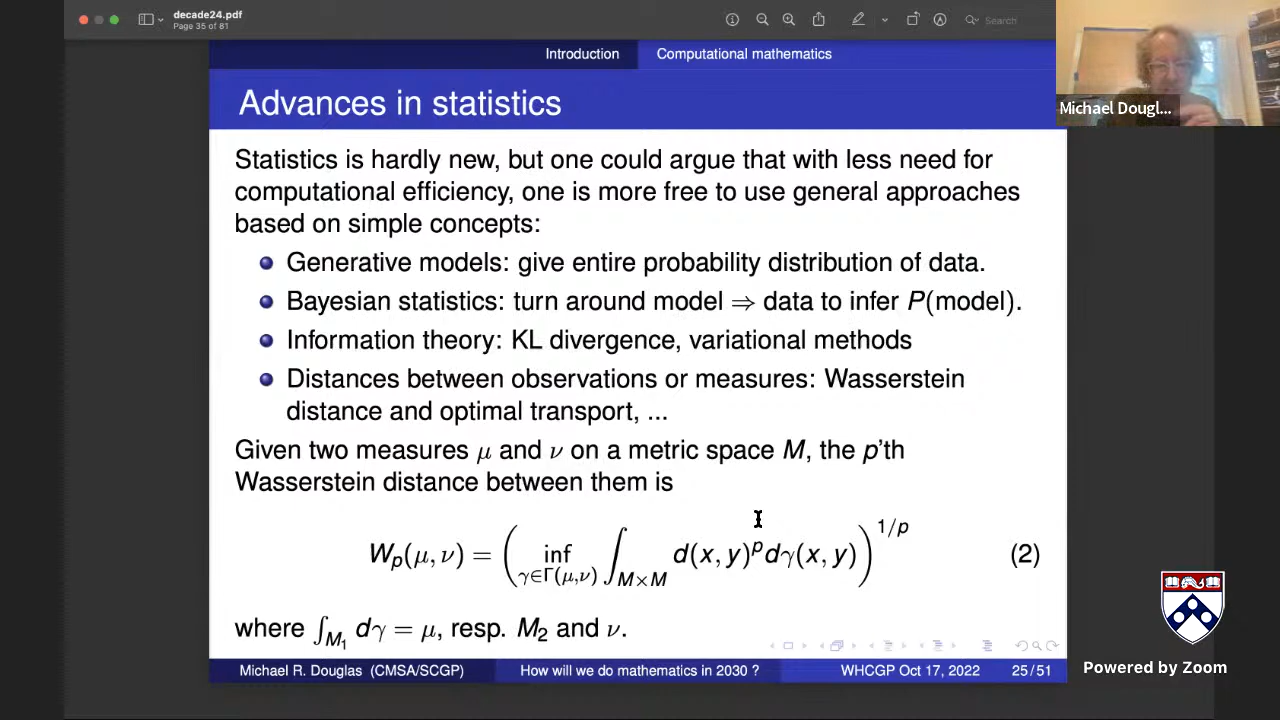 decade24.pdf
Page 35 of 81
Search
Michael Dougl...
Introduction Computational mathematics
Advances in statistics
Statistics is hardly new, but one could argue that with less need for
computational efficiency, one is more free to use general approaches
based on simple concepts:
Generative models: give entire probability distribution of data.
Bayesian statistics: turn around model ⇒ data to infer P(model).
Information theory: KL divergence, variational methods
Distances between observations or measures: Wasserstein
distance and optimal transport, ...
Given two measures μ and ν on a metric space M, the p'th
Wasserstein distance between them is
W_p(μ, ν) = ( inf_{γ∈Γ(μ,ν)} ∫_{M×M} d(x, y)^p dγ(x, y) )^{1/p} (2)
where ∫_{M_1} dγ = μ, resp. M_2 and ν.
Michael R. Douglas (CMSA/SCGP) How will we do mathematics in 2030 ? WHCGP Oct 17, 2022 25/51
Powered by Zoom